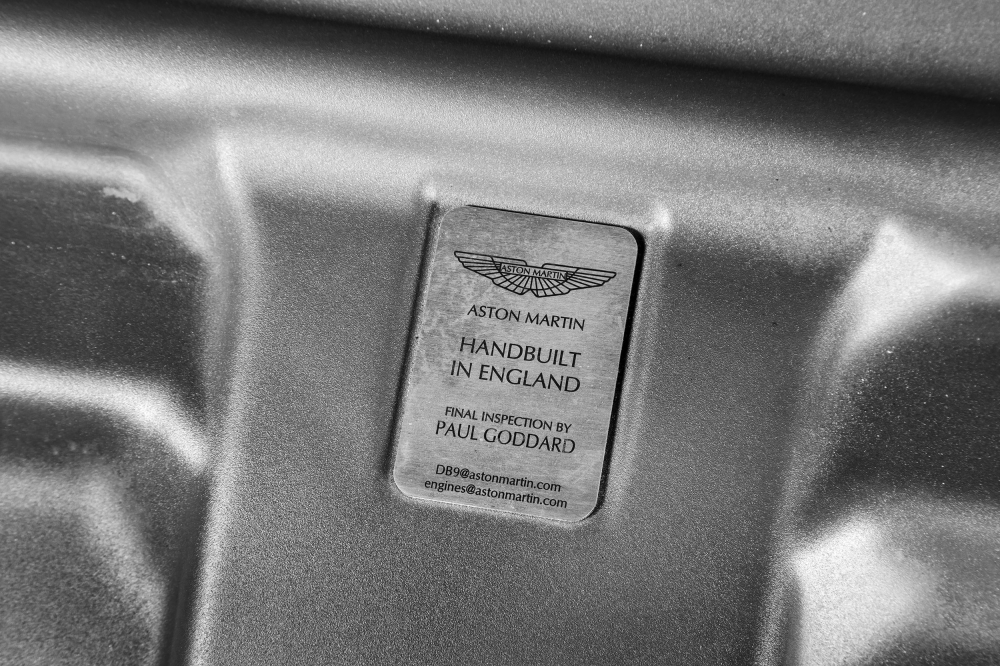 ASTON MARTIN
ASTON MARTIN
HANDBUILT
IN ENGLAND
FINAL INSPECTION BY
PAUL GODDARD
DB9@astonmartin.com
engines@astonmartin.com